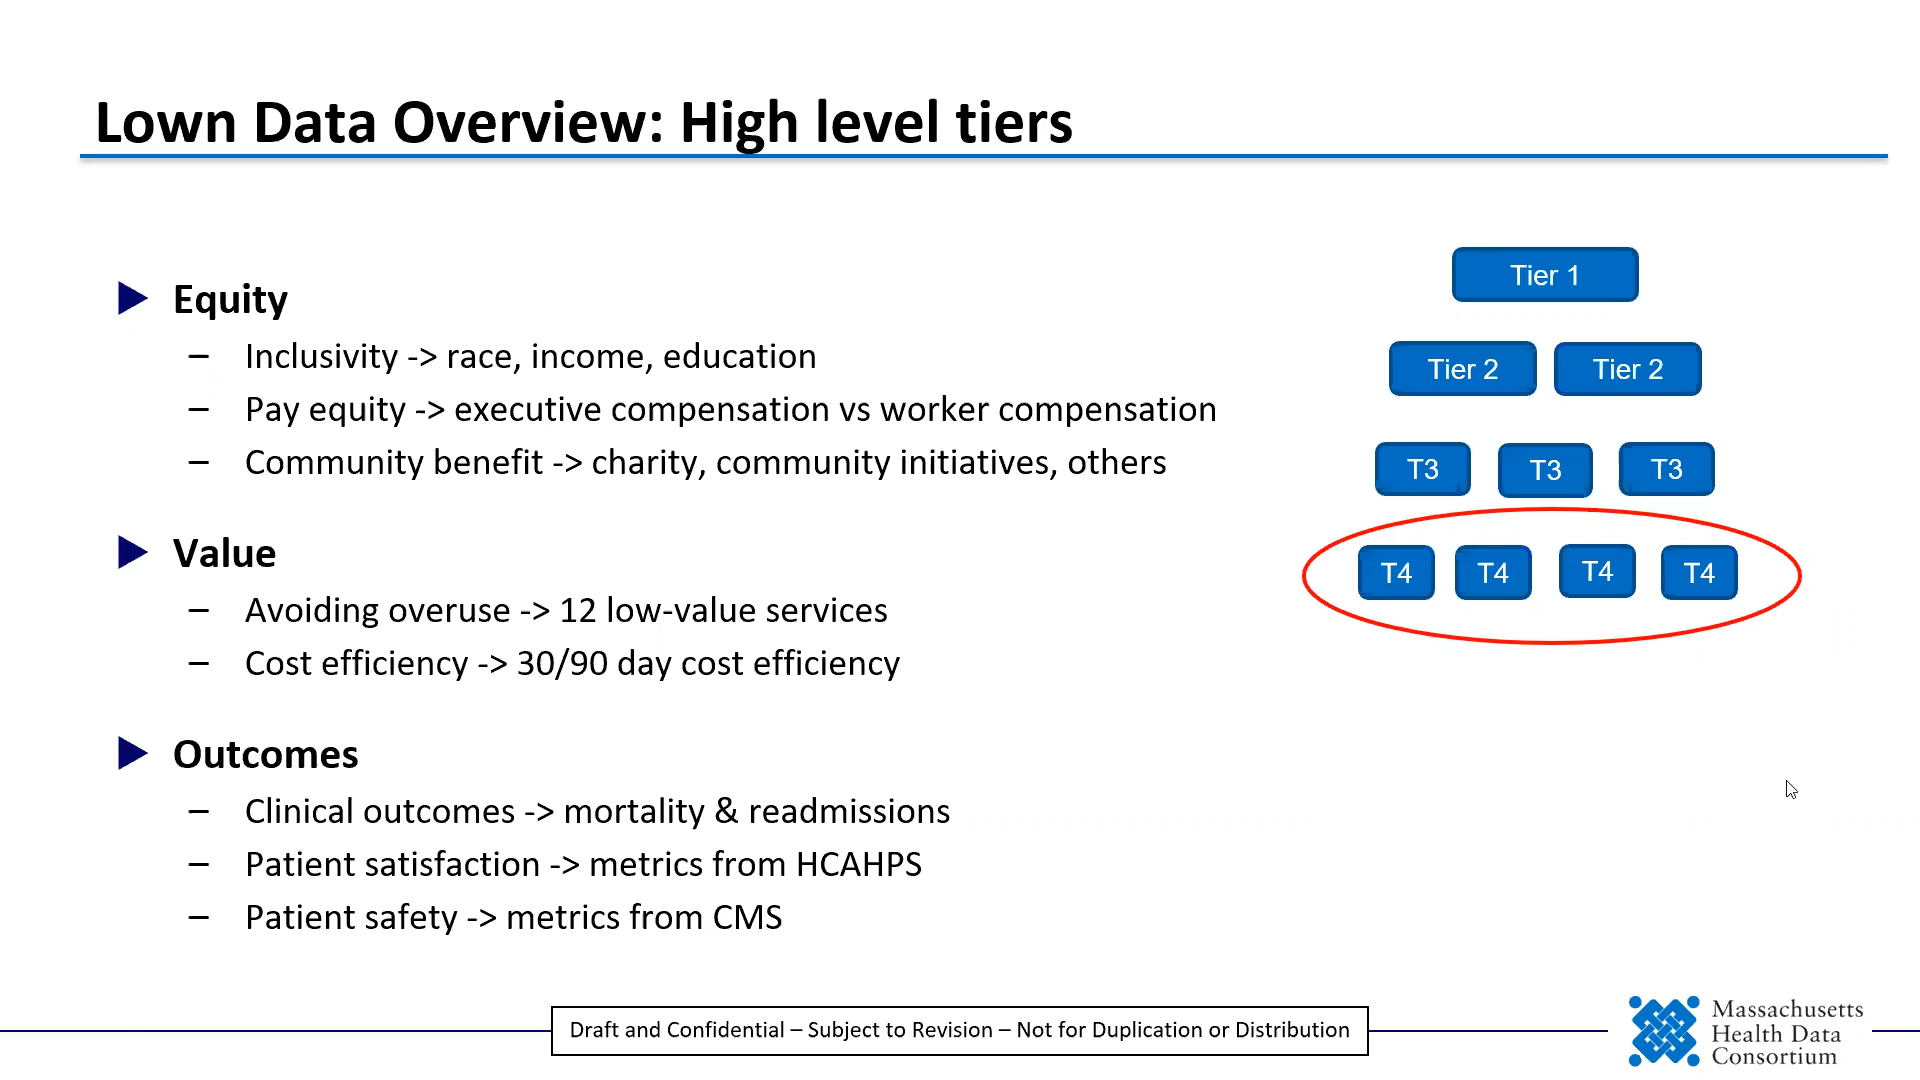 Lown Data Overview: High level tiers
Equity
– Inclusivity -> race, income, education
– Pay equity -> executive compensation vs worker compensation
– Community benefit -> charity, community initiatives, others
Value
– Avoiding overuse -> 12 low-value services
– Cost efficiency -> 30/90 day cost efficiency
Outcomes
– Clinical outcomes -> mortality & readmissions
– Patient satisfaction -> metrics from HCAHPS
– Patient safety -> metrics from CMS
Tier 1
Tier 2 Tier 2
T3 T3 T3
T4 T4 T4 T4
Draft and Confidential – Subject to Revision – Not for Duplication or Distribution
Massachusetts
Health Data
Consortium